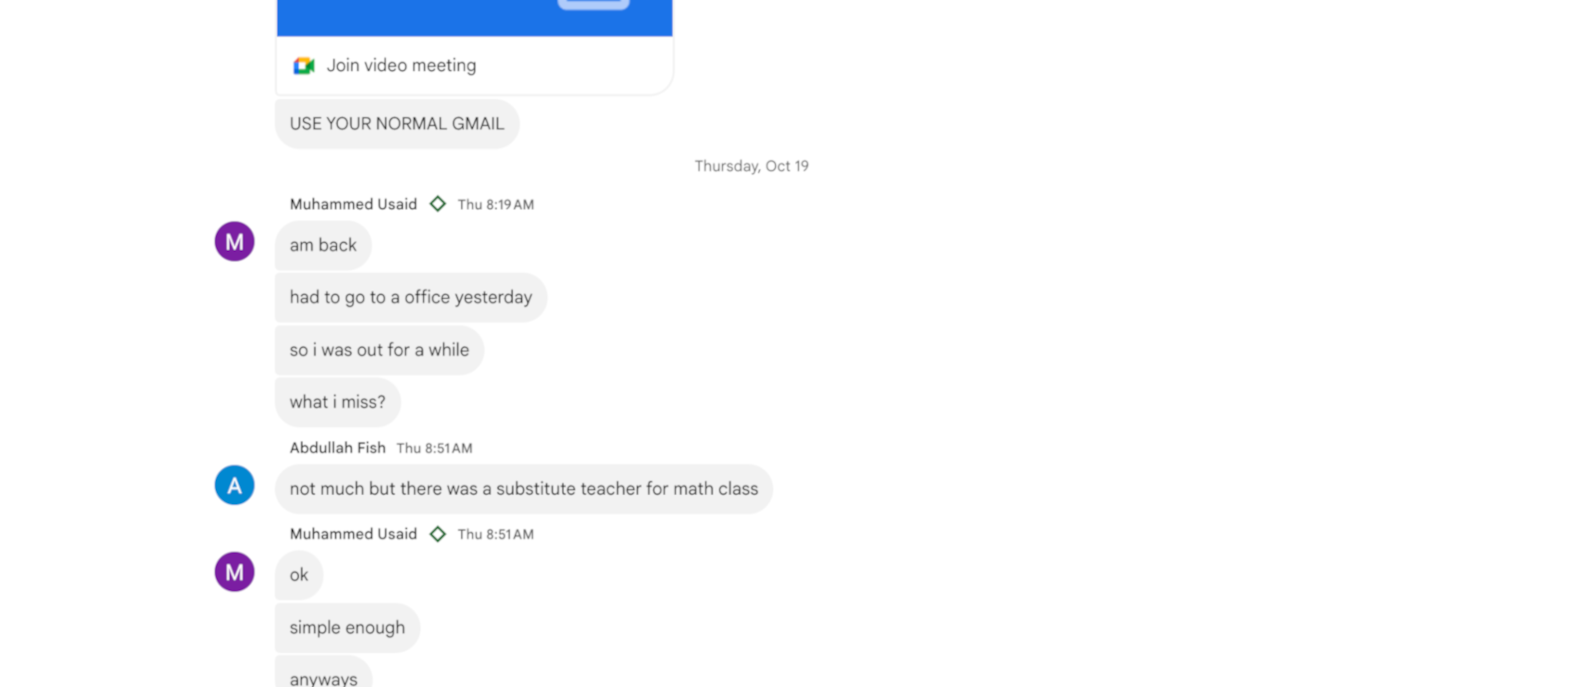 Join video meeting
USE YOUR NORMAL GMAIL
Thursday, Oct 19
Muhammed Usaid Thu 8:19 AM
M
am back
had to go to a office yesterday
so i was out for a while
what i miss?
Abdullah Fish Thu 8:51 AM
A
not much but there was a substitute teacher for math class
Muhammed Usaid Thu 8:51 AM
M
ok
simple enough
anyways